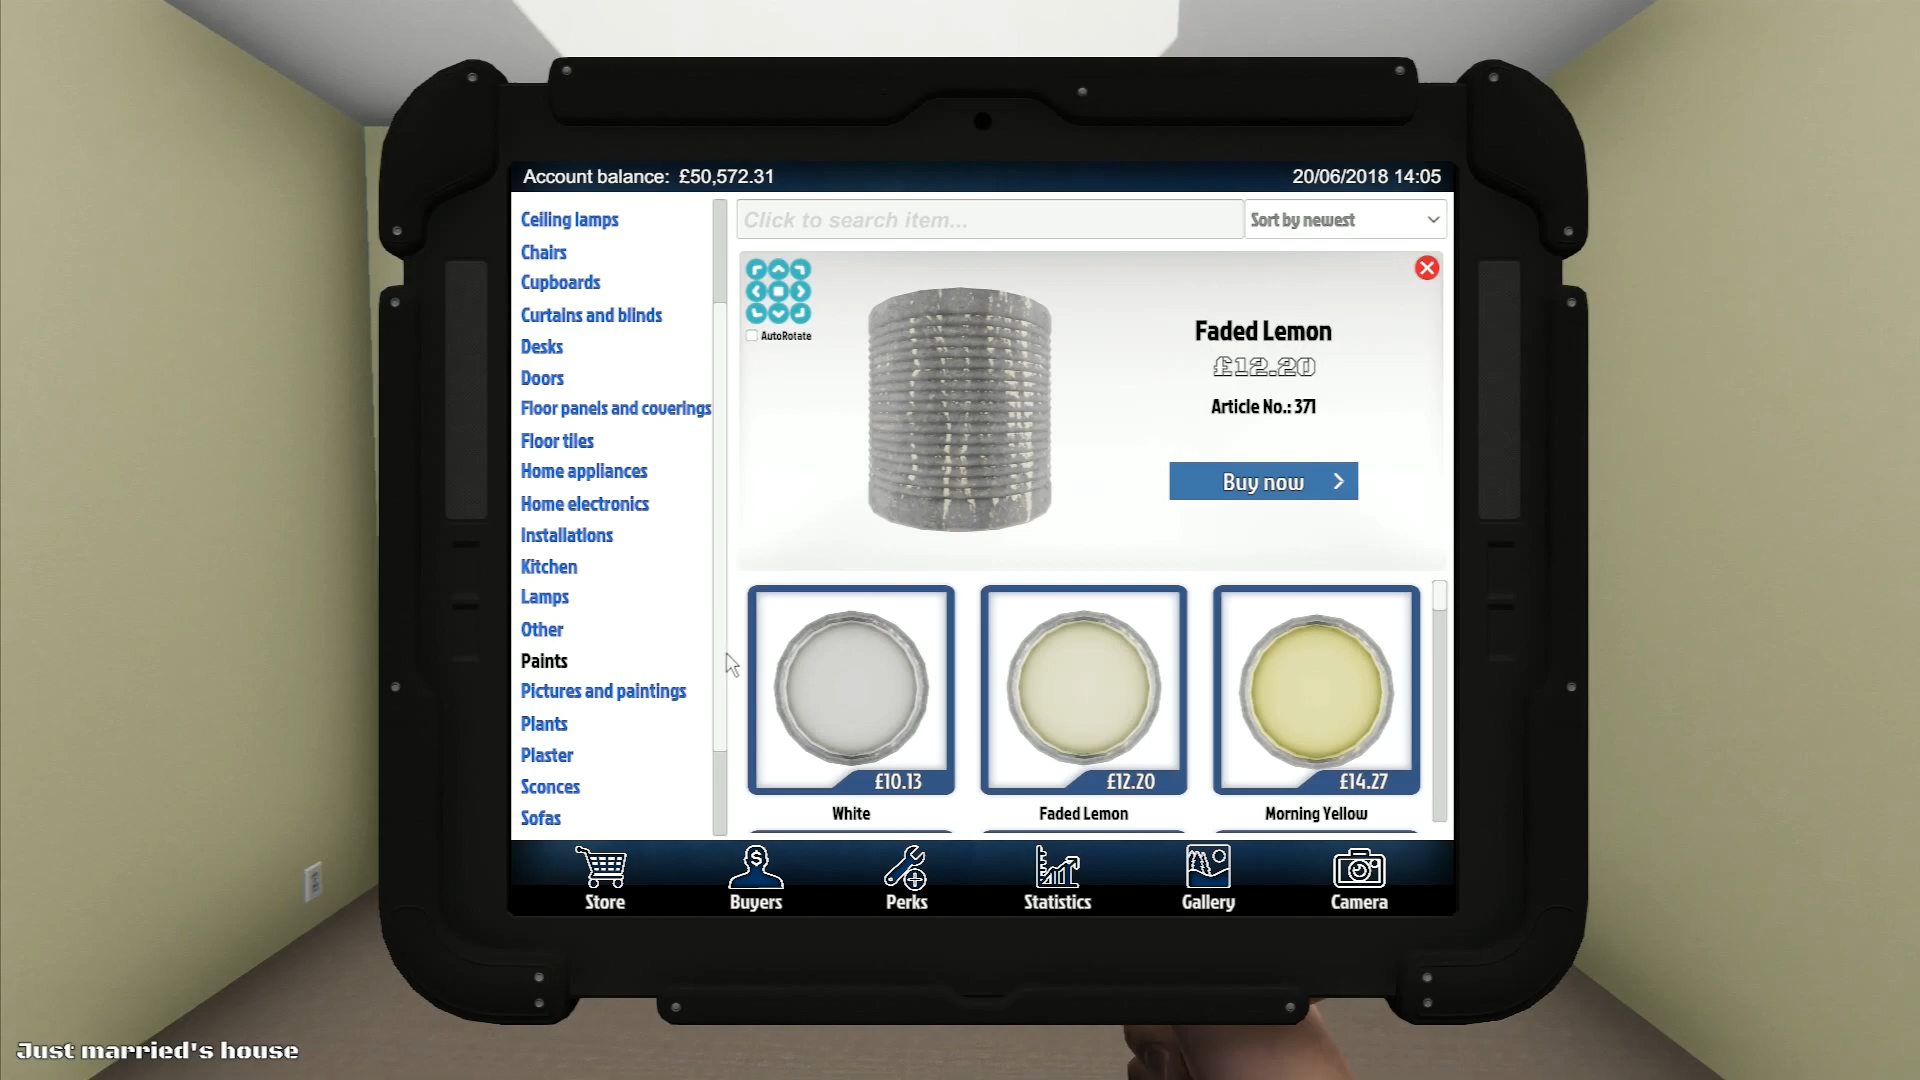 Account balance: £50,572.31
20/06/2018 14:05
Ceiling lamps
Chairs
Cupboards
Curtains and blinds
Desks
Doors
Floor panels and coverings
Floor tiles
Home appliances
Home electronics
Installations
Kitchen
Lamps
Other
Paints
Pictures and paintings
Plants
Plaster
Sconces
Sofas
Click to search item...
Sort by newest
AutoRotate
Faded Lemon
£12.20
Article No.: 371
Buy now
£10.13
£12.20
£14.27
White
Faded Lemon
Morning Yellow
Store
Buyers
Perks
Statistics
Gallery
Camera
Just married's house